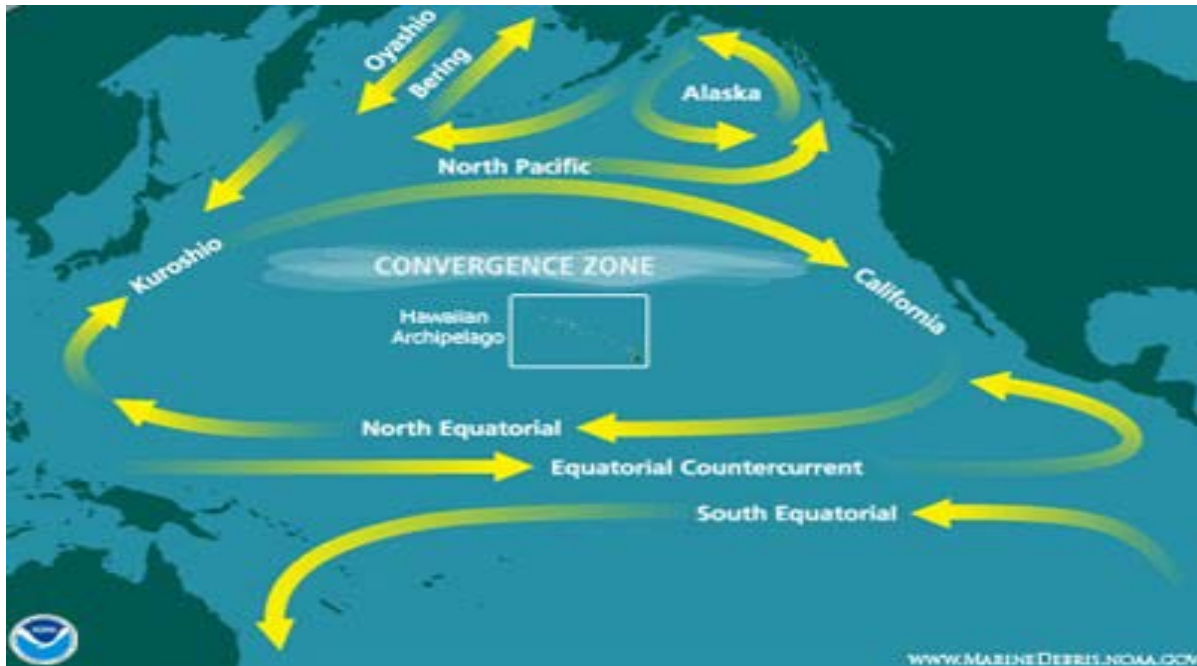 Oyashio
Bering
Alaska
North Pacific
Kuroshio
CONVERGENCE ZONE
California
Hawaiian
Archipelago
North Equatorial
Equatorial Countercurrent
South Equatorial
NOAA
WWW.MARINEDEBRIS.NOAA.GOV